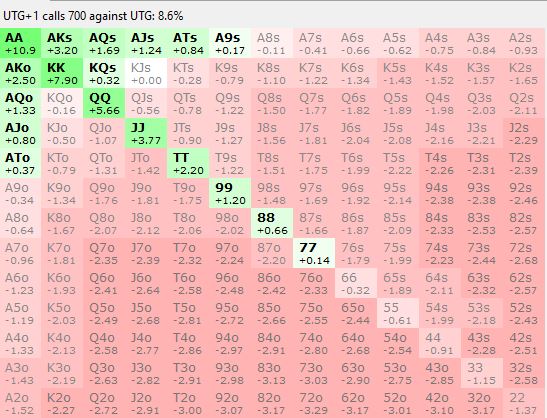 UTG+1 calls 700 against UTG: 8.6%
AA AKs AQs AJs ATs A9s A8s A7s A6s A5s A4s A3s A2s
+10.9 +3.20 +1.69 +1.24 +0.84 +0.17 -0.11 -0.41 -0.66 -0.62 -0.75 -0.84 -0.93
AKo KK KQs KJs KTs K9s K8s K7s K6s K5s K4s K3s K2s
+2.50 +7.90 +0.32 +0.00 -0.28 -0.79 -1.10 -1.22 -1.34 -1.43 -1.52 -1.57 -1.65
AQo KQo QQ QJs QTs Q9s Q8s Q7s Q6s Q5s Q4s Q3s Q2s
+1.33 -0.16 +5.66 -0.56 -0.78 -1.22 -1.50 -1.77 -1.82 -1.89 -1.98 -2.03 -2.11
AJo KJo QJo JJ JTs J9s J8s J7s J6s J5s J4s J3s J2s
+0.80 -0.50 -1.07 +3.77 -0.90 -1.27 -1.56 -1.81 -2.04 -2.08 -2.16 -2.21 -2.29
ATo KTo QTo JTo TT T9s T8s T7s T6s T5s T4s T3s T2s
+0.37 -0.79 -1.31 -1.42 +2.20 -1.22 -1.51 -1.75 -1.99 -2.22 -2.26 -2.31 -2.39
A9o K9o Q9o J9o T9o 99 98s 97s 96s 95s 94s 93s 92s
-0.34 -1.34 -1.76 -1.81 -1.75 +1.20 -1.48 -1.69 -1.92 -2.14 -2.38 -2.38 -2.46
A8o K8o Q8o J8o T8o 98o 88 87s 86s 85s 84s 83s 82s
-0.64 -1.67 -2.07 -2.12 -2.06 -2.02 +0.66 -1.66 -1.87 -2.09 -2.33 -2.53 -2.57
A7o K7o Q7o J7o T7o 97o 87o 77 76s 75s 74s 73s 72s
-0.96 -1.81 -2.35 -2.39 -2.32 -2.24 -2.20 +0.14 -1.79 -1.99 -2.23 -2.44 -2.68
A6o K6o Q6o J6o T6o 96o 86o 76o 66 65s 64s 63s 62s
-1.23 -1.93 -2.41 -2.64 -2.58 -2.48 -2.42 -2.33 -0.32 -1.89 -2.11 -2.32 -2.57
A5o K5o Q5o J5o T5o 95o 85o 75o 65o 55 54s 53s 52s
-1.19 -2.03 -2.49 -2.68 -2.81 -2.72 -2.66 -2.55 -2.44 -0.61 -1.99 -2.18 -2.43
A4o K4o Q4o J4o T4o 94o 84o 74o 64o 54o 44 43s 42s
-1.33 -2.13 -2.58 -2.77 -2.86 -2.97 -2.91 -2.80 -2.68 -2.54 -0.91 -2.28 -2.51
A3o K3o Q3o J3o T3o 93o 83o 73o 63o 53o 43o 33 32s
-1.43 -2.19 -2.63 -2.82 -2.91 -2.98 -3.13 -3.03 -2.90 -2.75 -2.85 -1.15 -2.58
A2o K2o Q2o J2o T2o 92o 82o 72o 62o 52o 42o 32o 22
-1.52 -2.27 -2.72 -2.91 -3.00 -3.07 -3.17 -3.29 -3.17 -3.01 -3.10 -3.17 -1.37